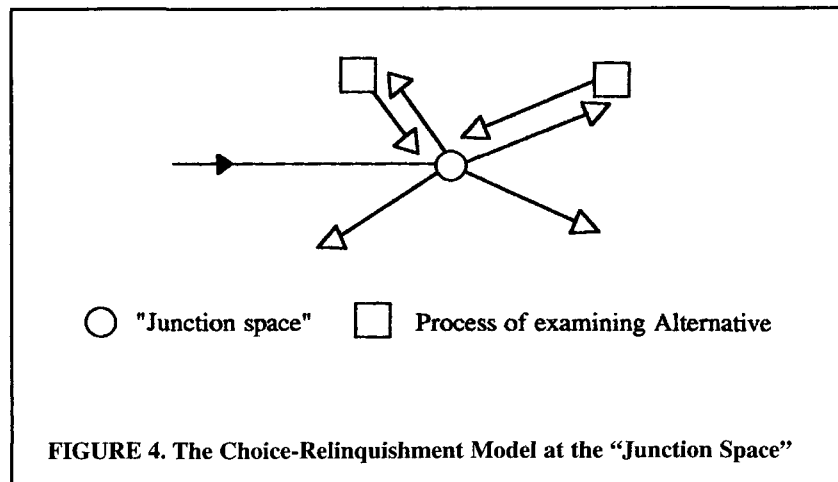 "Junction space" Process of examining Alternative
FIGURE 4. The Choice-Relinquishment Model at the “Junction Space”